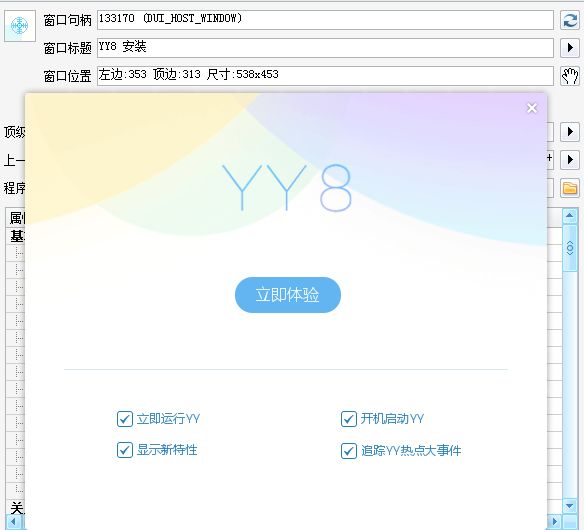 窗口句柄 133170 (DUI_HOST_WINDOW)
窗口标题 YY8 安装
窗口位置 左边:353 顶边:313 尺寸:538x453
顶级
上一
程序
属
基
YY8
立即体验
立即运行YY 开机启动YY
显示新特性 追踪YY热点大事件
关